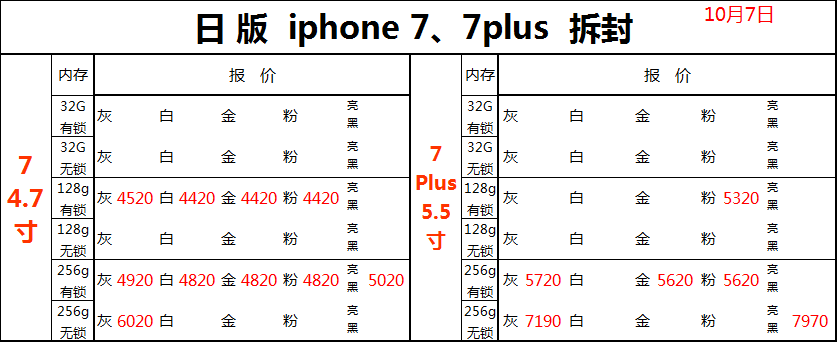 日 版 iphone 7、7plus 拆封 10月7日
内存 报 价 内存 报 价
7 4.7 寸
32G 有锁 灰 白 金 粉 亮黑
32G 无锁 灰 白 金 粉 亮黑
128g 有锁 灰 4520 白 4420 金 4420 粉 4420 亮黑
128g 无锁 灰 白 金 粉 亮黑
256g 有锁 灰 4920 白 4820 金 4820 粉 4820 亮黑 5020
256g 无锁 灰 6020 白 金 粉 亮黑
7 Plus 5.5 寸
32G 有锁 灰 白 金 粉 亮黑
32G 无锁 灰 白 金 粉 亮黑
128g 有锁 灰 白 金 粉 5320 亮黑
128g 无锁 灰 白 金 粉 亮黑
256g 有锁 灰 5720 白 金 5620 粉 5620 亮黑
256g 无锁 灰 7190 白 金 粉 亮黑 7970